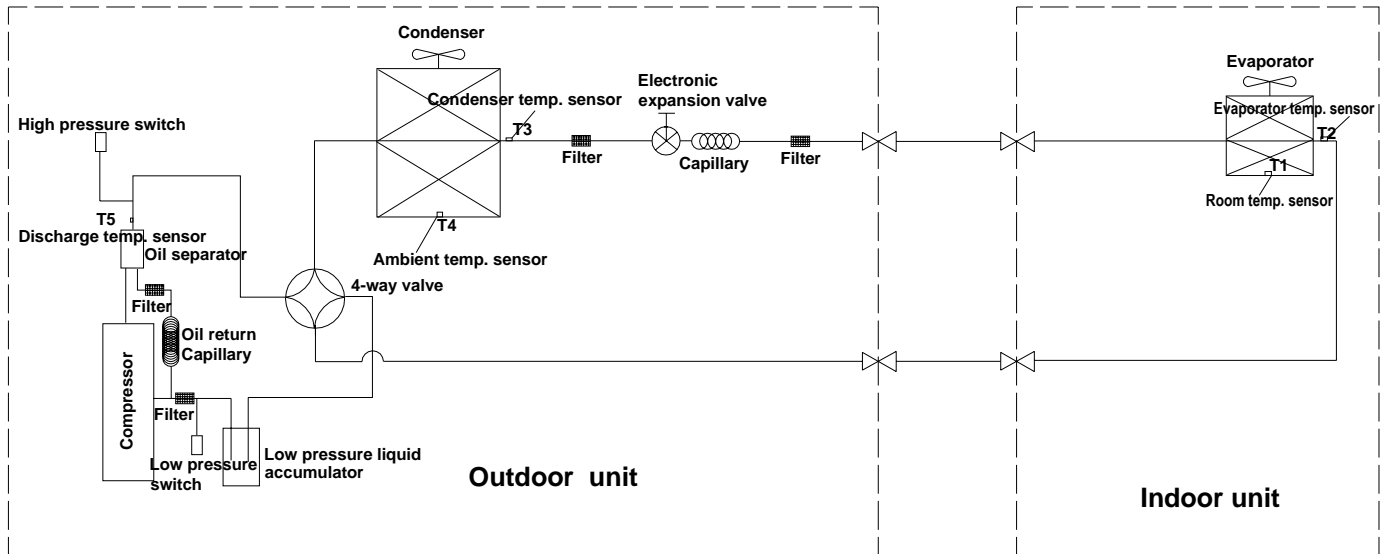 Condenser
Evaporator
Electronic
expansion valve
Condenser temp. sensor
Evaporator temp. sensor
High pressure switch
T3
T2
Filter
Capillary
Filter
T1
Room temp. sensor
T5
T4
Discharge temp. sensor
Oil separator
Ambient temp. sensor
4-way valve
Filter
Oil return
Capillary
Compressor
Filter
Low pressure
switch
Low pressure liquid
accumulator
Outdoor unit
Indoor unit